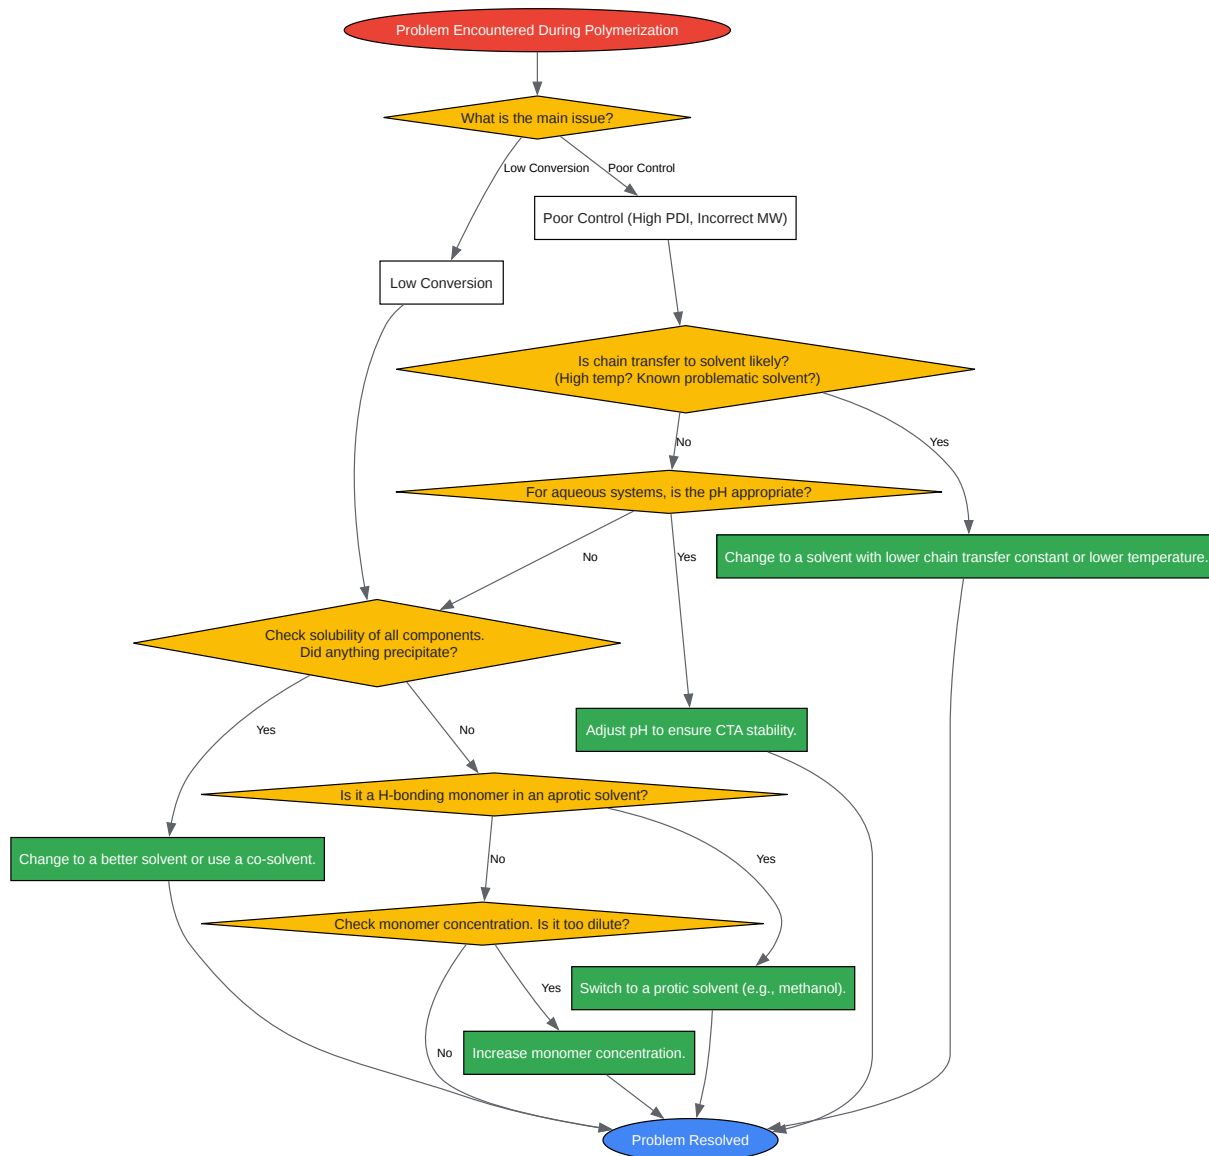 Problem Encountered During Polymerization
What is the main issue?
Low Conversion
Poor Control
Poor Control (High PDI, Incorrect MW)
Low Conversion
Is chain transfer to solvent likely?
(High temp? Known problematic solvent?)
No
Yes
For aqueous systems, is the pH appropriate?
No
Yes
Change to a solvent with lower chain transfer constant or lower temperature.
Check solubility of all components.
Did anything precipitate?
Yes
No
Adjust pH to ensure CTA stability.
Is it a H-bonding monomer in an aprotic solvent?
Change to a better solvent or use a co-solvent.
No
Yes
Check monomer concentration. Is it too dilute?
Yes
Switch to a protic solvent (e.g., methanol).
No
Increase monomer concentration.
Problem Resolved